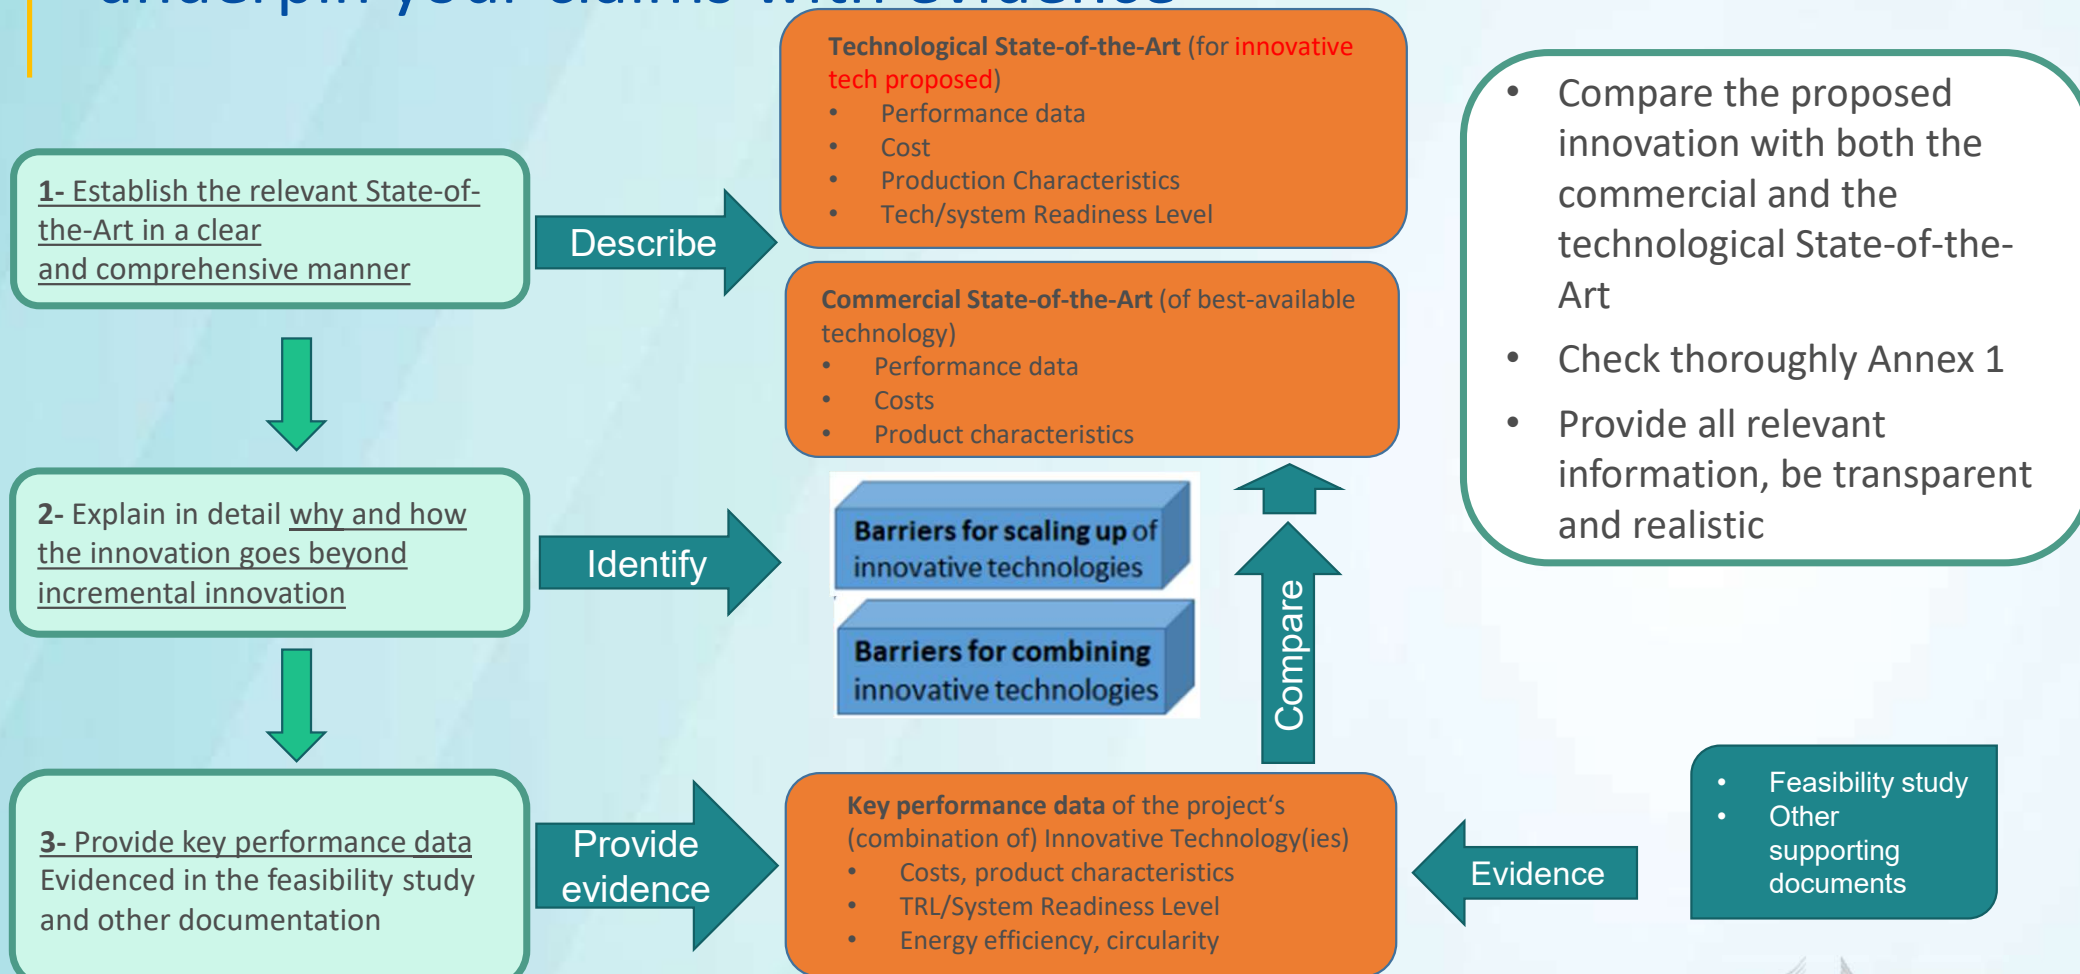 underpin your claims with evidence
1- Establish the relevant State-of-
the-Art in a clear
and comprehensive manner
Describe
Technological State-of-the-Art (for innovative
tech proposed)
• Performance data
• Cost
• Production Characteristics
• Tech/system Readiness Level
Commercial State-of-the-Art (of best-available
technology)
• Performance data
• Costs
• Product characteristics
2- Explain in detail why and how
the innovation goes beyond
incremental innovation
Identify
Barriers for scaling up of
innovative technologies
Barriers for combining
innovative technologies
Compare
3- Provide key performance data
Evidenced in the feasibility study
and other documentation
Provide
evidence
Key performance data of the project‘s
(combination of) Innovative Technology(ies)
• Costs, product characteristics
• TRL/System Readiness Level
• Energy efficiency, circularity
Evidence
• Feasibility study
• Other
supporting
documents
• Compare the proposed
innovation with both the
commercial and the
technological State-of-the-
Art
• Check thoroughly Annex 1
• Provide all relevant
information, be transparent
and realistic